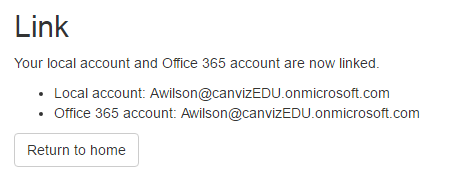 Link
Your local account and Office 365 account are now linked.
• Local account: Awilson@canvizEDU.onmicrosoft.com
• Office 365 account: Awilson@canvizEDU.onmicrosoft.com
Return to home